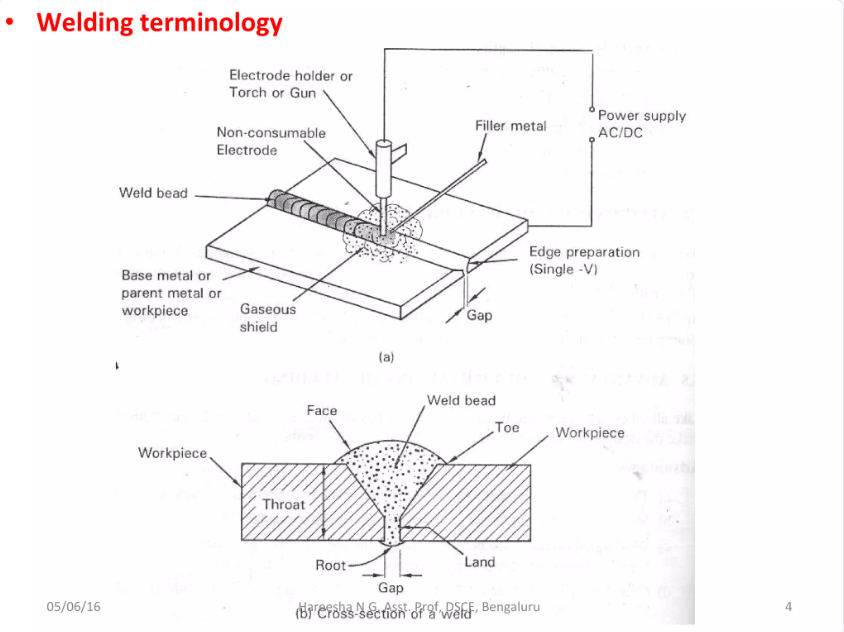 • Welding terminology
Electrode holder or
Torch or Gun
Non-consumable
Electrode
Filler metal
Power supply
AC/DC
Weld bead
Edge preparation
(Single -V)
Base metal or
parent metal or
workpiece
Gaseous
shield
Gap
(a)
Face
Weld bead
Toe
Workpiece
Workpiece
Throat
Root
Land
Gap
05/06/16
Hareesha N G, Asst. Prof, DSCE, Bengaluru
4
(b) Cross-section of a weld